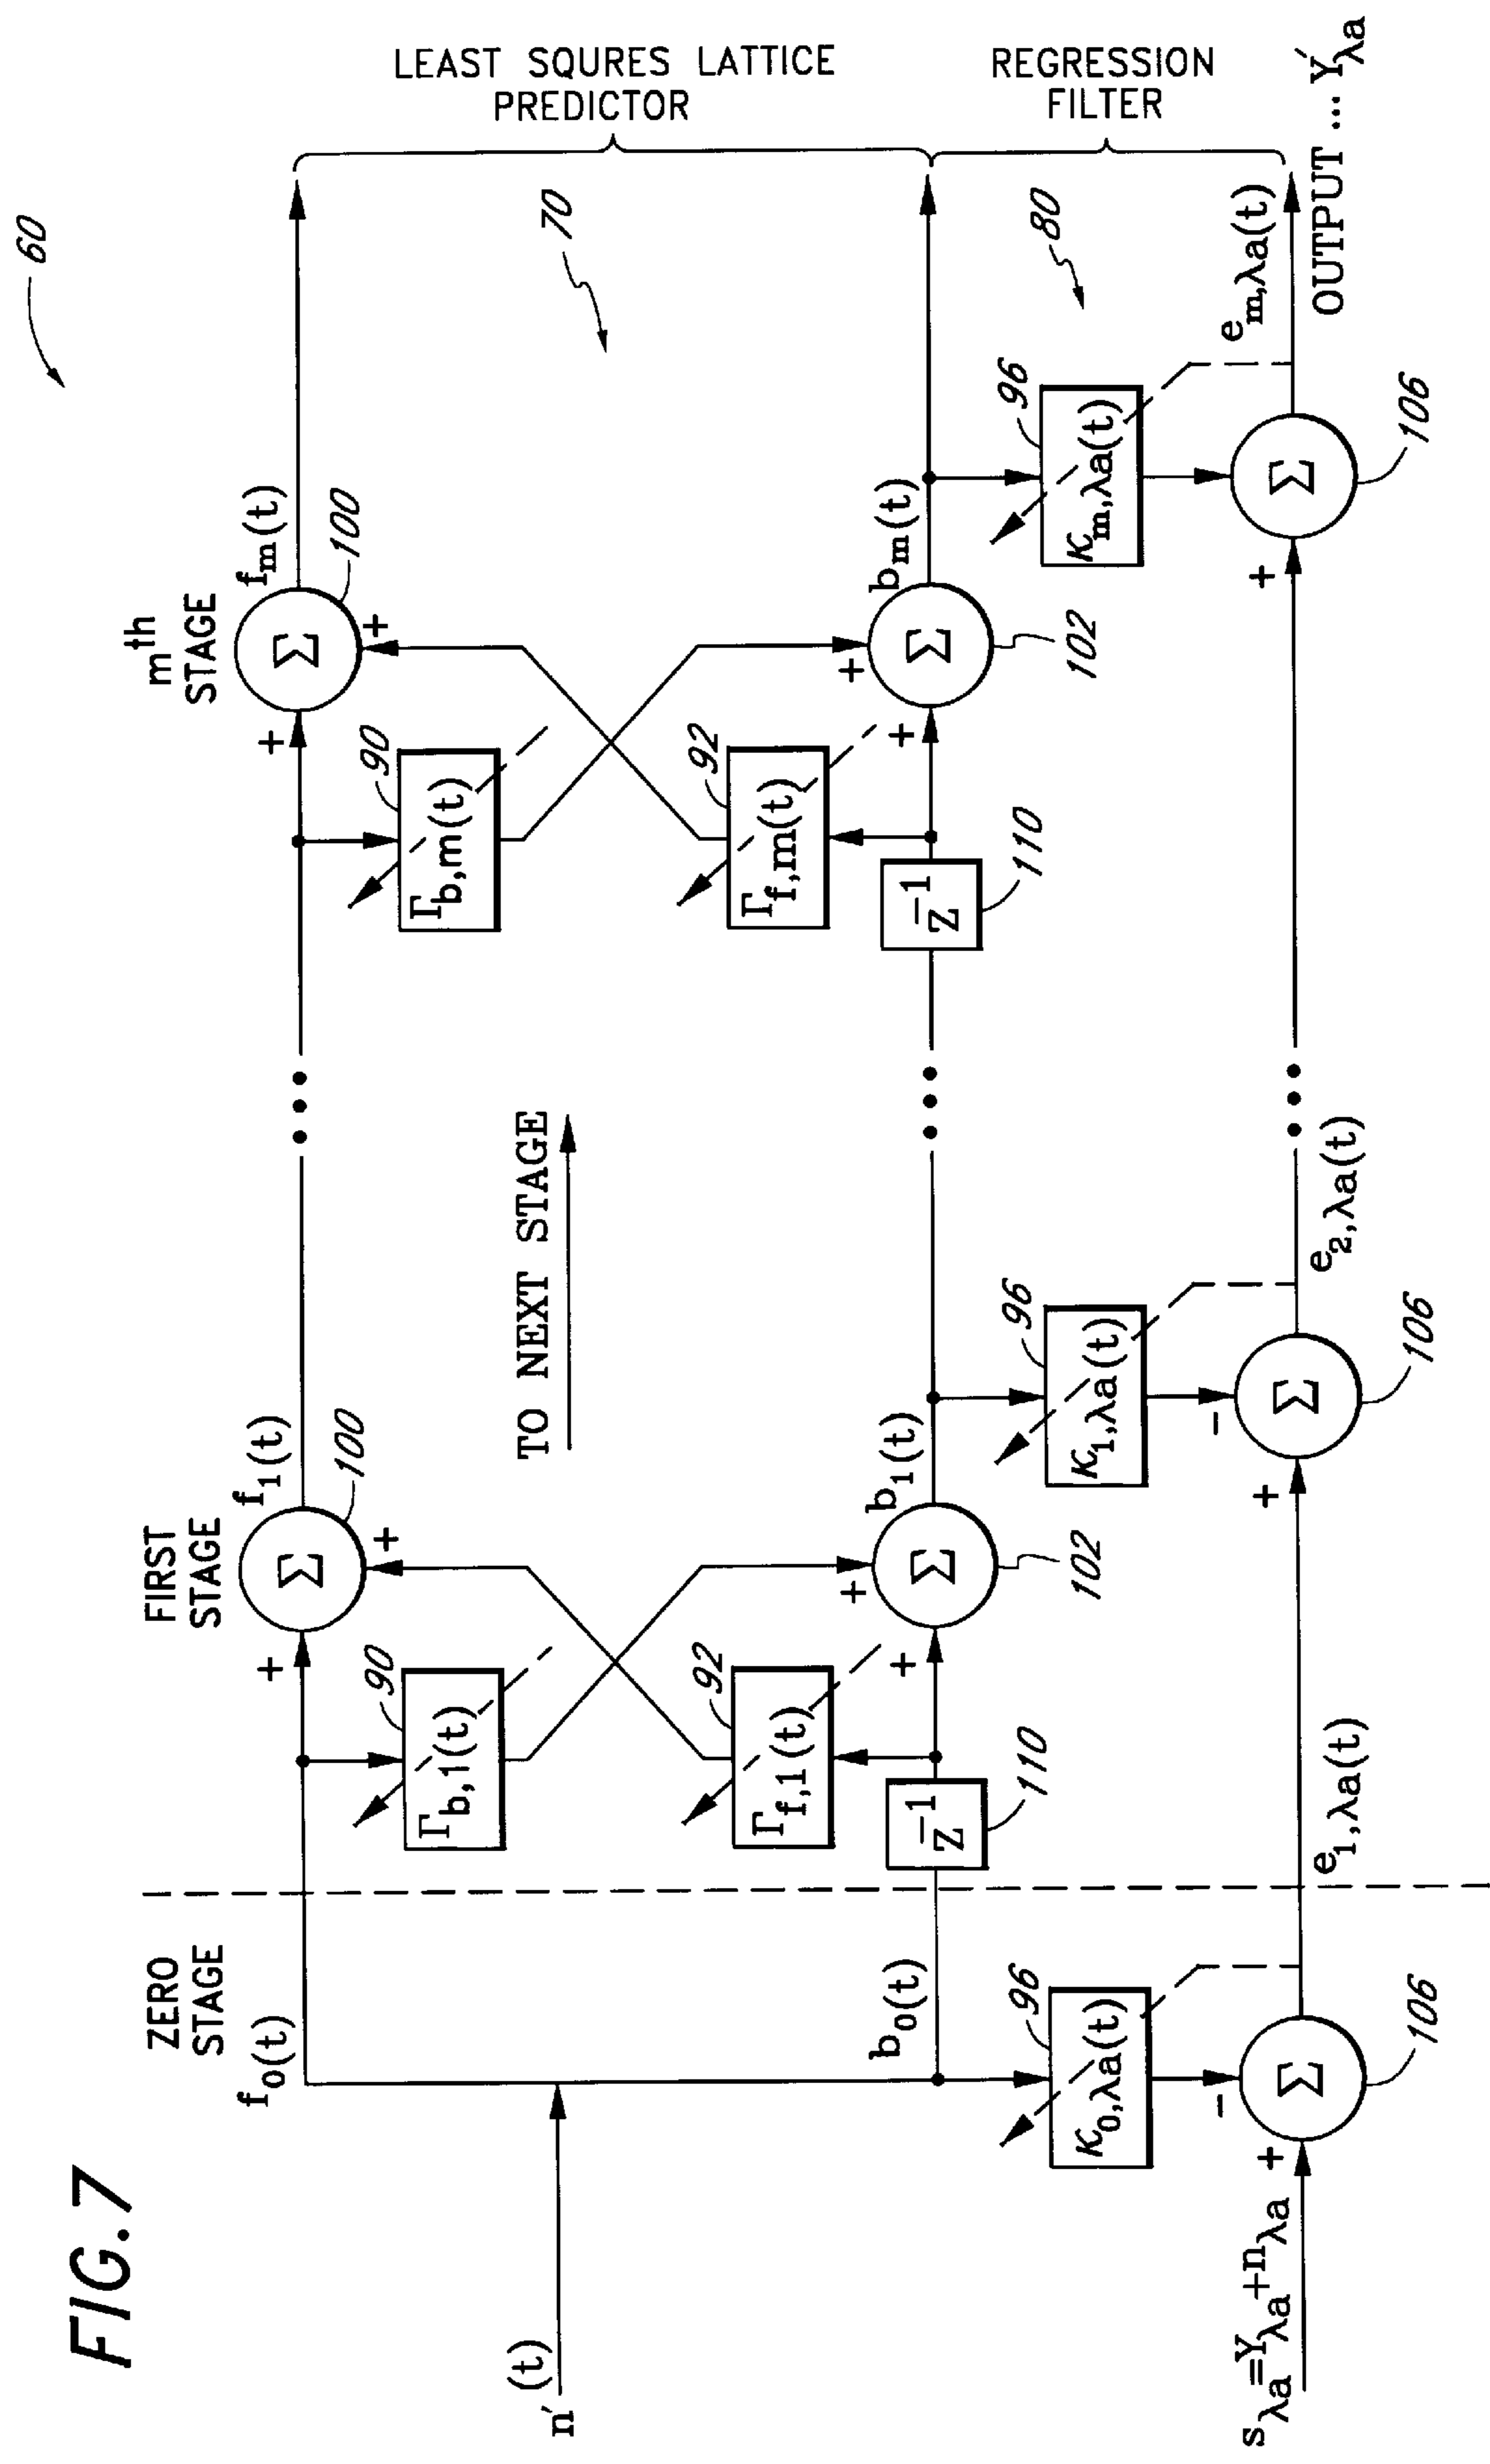 FIG.7
60
ZERO
STAGE
FIRST
STAGE
mth
STAGE
f0(t)
f1(t)
100
fm(t)
100
LEAST SQURES LATTICE
PREDICTOR
90
Γb,1(t)
90
Γb,m(t)
n′(t)
TO NEXT STAGE
70
92
Γf,1(t)
92
Γf,m(t)
b0(t)
z−1
110
b1(t)
102
z−1
110
bm(t)
102
REGRESSION
FILTER
80
96
K0,λa(t)
96
K1,λa(t)
96
Km,λa(t)
sλa=Yλa+nλa
Σ
106
e1,λa(t)
Σ
106
e2,λa(t)
Σ
106
em,λa(t)
OUTPUT ... Y′λa